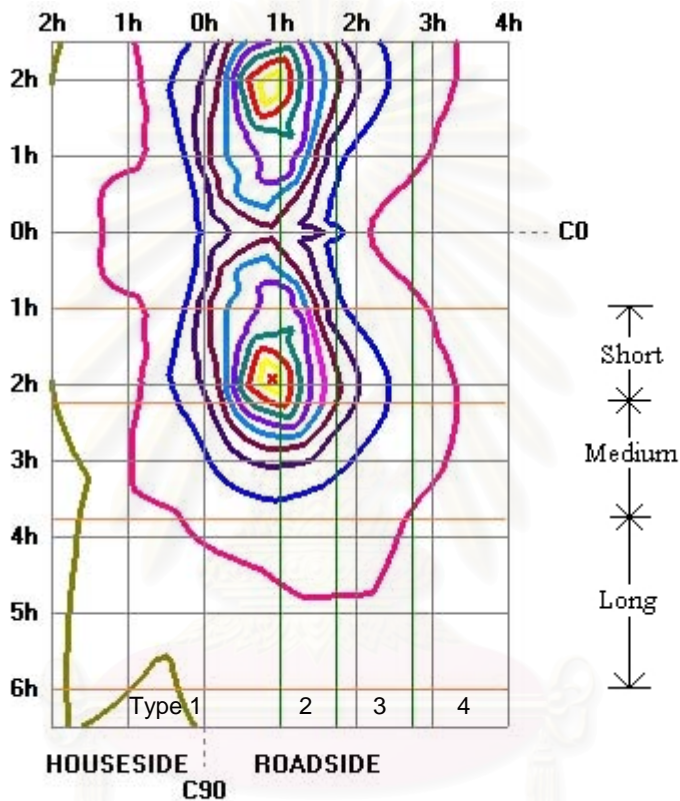 2h 1h 0h 1h 2h 3h 4h
2h
1h
0h
C0
1h
Short
2h
Medium
3h
4h
Long
5h
6h
Type 1 2 3 4
HOUSESIDE ROADSIDE
C90